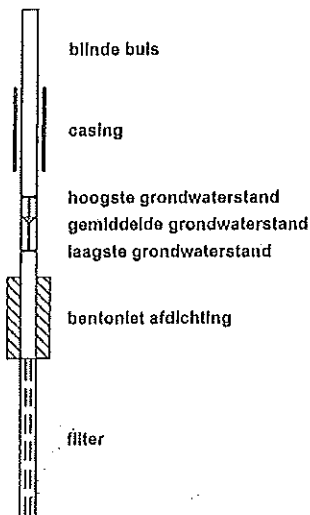 blinde buis
casing
hoogste grondwaterstand
gemiddelde grondwaterstand
laagste grondwaterstand
bentoniet afdichting
filter